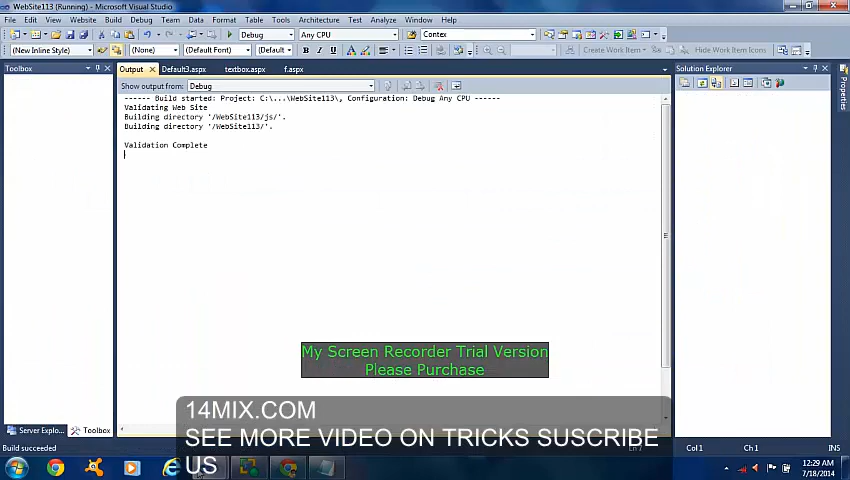 WebSite113 (Running) - Microsoft Visual Studio
File Edit View Website Build Debug Team Data Format Table Tools Architecture Test Analyze Window Help
Debug Any CPU Contex
(New Inline Style) (None) (Default Font) (Default Create Work Item Hide Work Item Icon
Toolbox
Output Default3.aspx textbox.aspx f.aspx
Solution Explorer
Properties
Show output from: Debug
------ Build started: Project: C:\...\WebSite113\, Configuration: Debug Any CPU ------
Validating Web Site
Building directory '/WebSite113/js/'.
Building directory '/WebSite113/'.
Validation Complete
My Screen Recorder Trial Version
Please Purchase
14MIX.COM
SEE MORE VIDEO ON TRICKS SUSCRIBE
US
Server Explo... Toolbox
Build succeeded
Col 1 Ch 1 INS
12:29 AM
7/18/2014